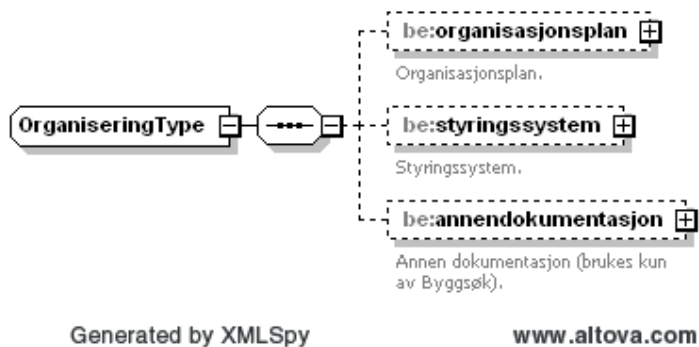 be:organisasjonsplan
Organisasjonsplan.
OrganiseringType
be:styringssystem
Styringssystem.
be:annendokumentasjon
Annen dokumentasjon (brukes kun
av Byggsøk).
Generated by XMLSpy
www.altova.com